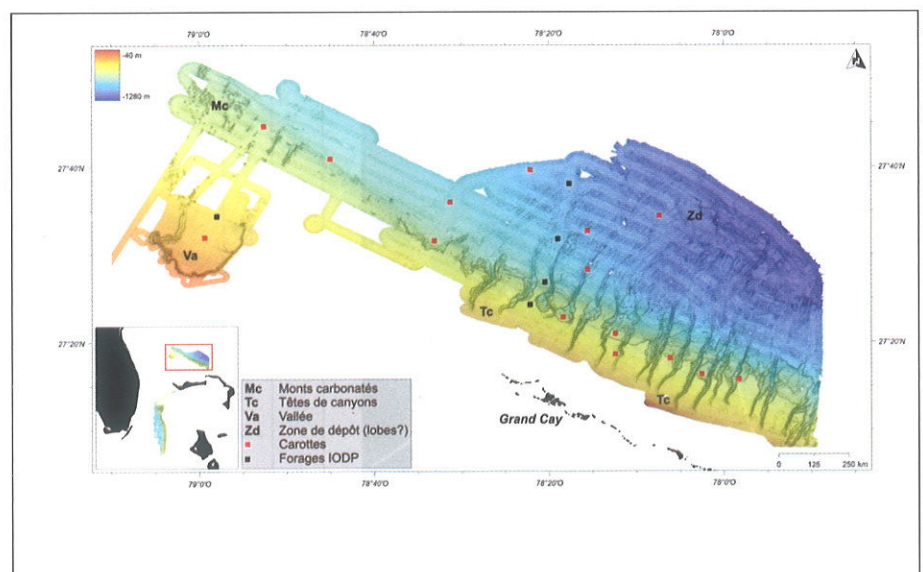 79°0'O 78°40'O 78°20'O 78°0'O
-40 m
-1280 m
Mc
27°40'N 27°40'N
Zd
Va
Tc
27°20'N 27°20'N
Tc
Grand Cay
Mc Monts carbonatés
Tc Têtes de canyons
Va Vallée
Zd Zone de dépôt (lobes?)
Carottes
Forages IODP
0 125 250 km
79°0'O 78°40'O 78°20'O 78°0'O